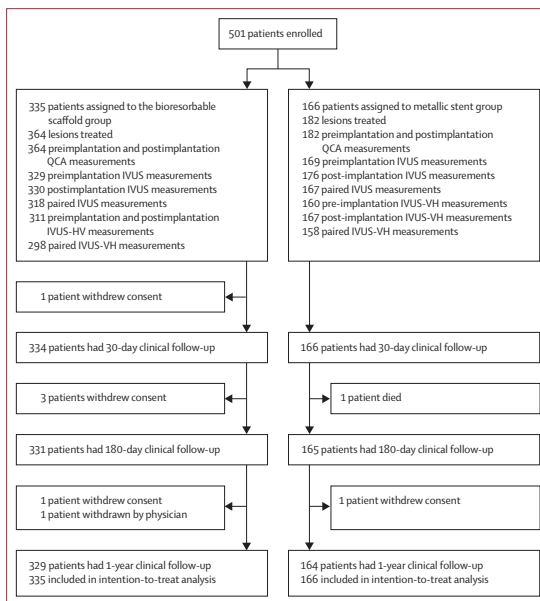 501 patients enrolled
335 patients assigned to the bioresorbable
scaffold group
364 lesions treated
364 preimplantation and postimplantation
QCA measurements
329 preimplantation IVUS measurements
330 postimplantation IVUS measurements
318 paired IVUS measurements
311 preimplantation and postimplantation
IVUS-HV measurements
298 paired IVUS-VH measurements
166 patients assigned to metallic stent group
182 lesions treated
182 preimplantation and postimplantation
QCA measurements
169 preimplantation IVUS measurements
176 post-implantation IVUS measurements
167 paired IVUS measurements
160 pre-implantation IVUS-VH measurements
167 post-implantation IVUS-VH measurements
158 paired IVUS-VH measurements
1 patient withdrew consent
334 patients had 30-day clinical follow-up
166 patients had 30-day clinical follow-up
3 patients withdrew consent
1 patient died
331 patients had 180-day clinical follow-up
165 patients had 180-day clinical follow-up
1 patient withdrew consent
1 patient withdrawn by physician
1 patient withdrew consent
329 patients had 1-year clinical follow-up
335 included in intention-to-treat analysis
164 patients had 1-year clinical follow-up
166 included in intention-to-treat analysis